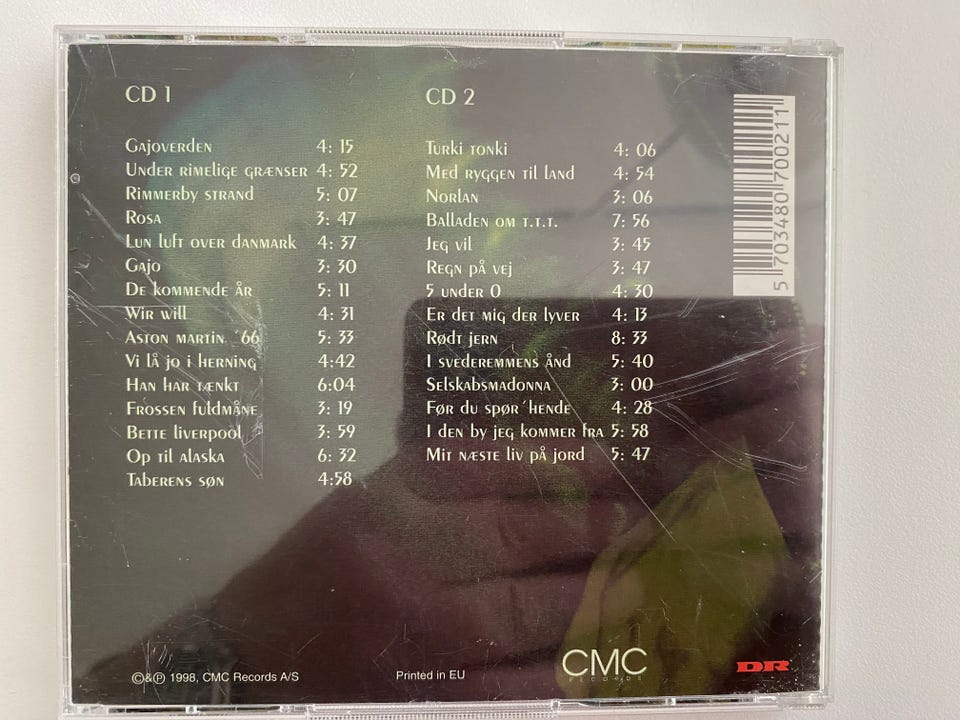 CD 1
Gajoverden 4: 15
Under rimelige grænser 4: 52
Rimmerby strand 5: 07
Rosa 3: 47
Lun luft over danmark 4: 37
Gajo 3: 30
De kommende år 5: 11
Wir will 4: 31
Aston martin ´66 5: 33
Vi lå jo i herning 4:42
Han har tænkt 6:04
Frossen fuldmåne 3: 19
Bette liverpool 3: 59
Op til alaska 6: 32
Taberens søn 4:58
CD 2
Turki tonki 4: 06
Med ryggen til land 4: 54
Norlan 3: 06
Balladen om t.t.t. 7: 56
Jeg vil 3: 45
Regn på vej 3: 47
5 under 0 4: 30
Er det mig der lyver 4: 13
Rødt jern 8: 33
I svederemmens ånd 5: 40
Selskabsmadonna 3: 00
Før du spør´hende 4: 28
I den by jeg kommer fra 5: 58
Mit næste liv på jord 5: 47
5 703480 700211
©&℗ 1998, CMC Records A/S
Printed in EU
CMC
RECORDS
DR